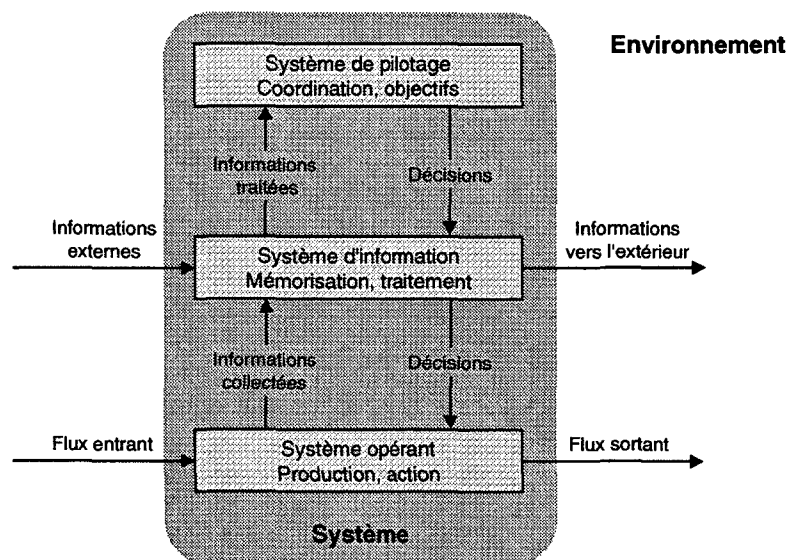 Environnement
Système de pilotage
Coordination, objectifs
Informations
traitées
Décisions
Informations
externes
Système d'information
Mémorisation, traitement
Informations
vers l'extérieur
Informations
collectées
Décisions
Flux entrant
Système opérant
Production, action
Flux sortant
Système